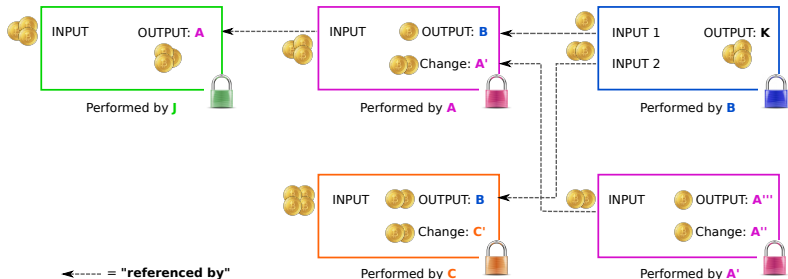 INPUT OUTPUT: A
Performed by J
INPUT OUTPUT: B
Change: A'
Performed by A
INPUT 1 OUTPUT: K
INPUT 2
Performed by B
INPUT OUTPUT: B
Change: C'
Performed by C
INPUT OUTPUT: A'''
Change: A''
Performed by A'
= "referenced by"